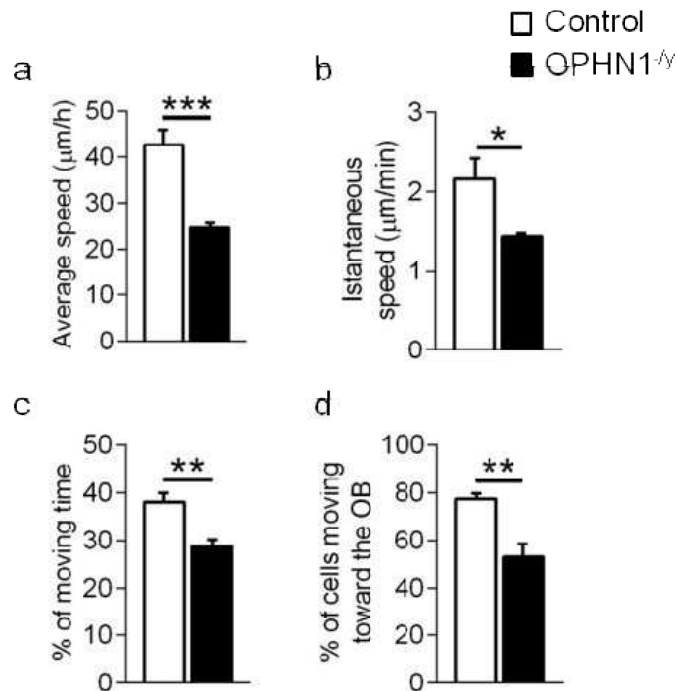 Control
OPHN1-/y
a
Average speed (μm/h)
50
40
30
20
10
0
***
b
Istantaneous
speed (μm/min)
3
2
1
0
*
c
% of moving time
50
40
30
20
10
0
**
d
% of cells moving
toward the OB
100
80
60
40
20
0
**